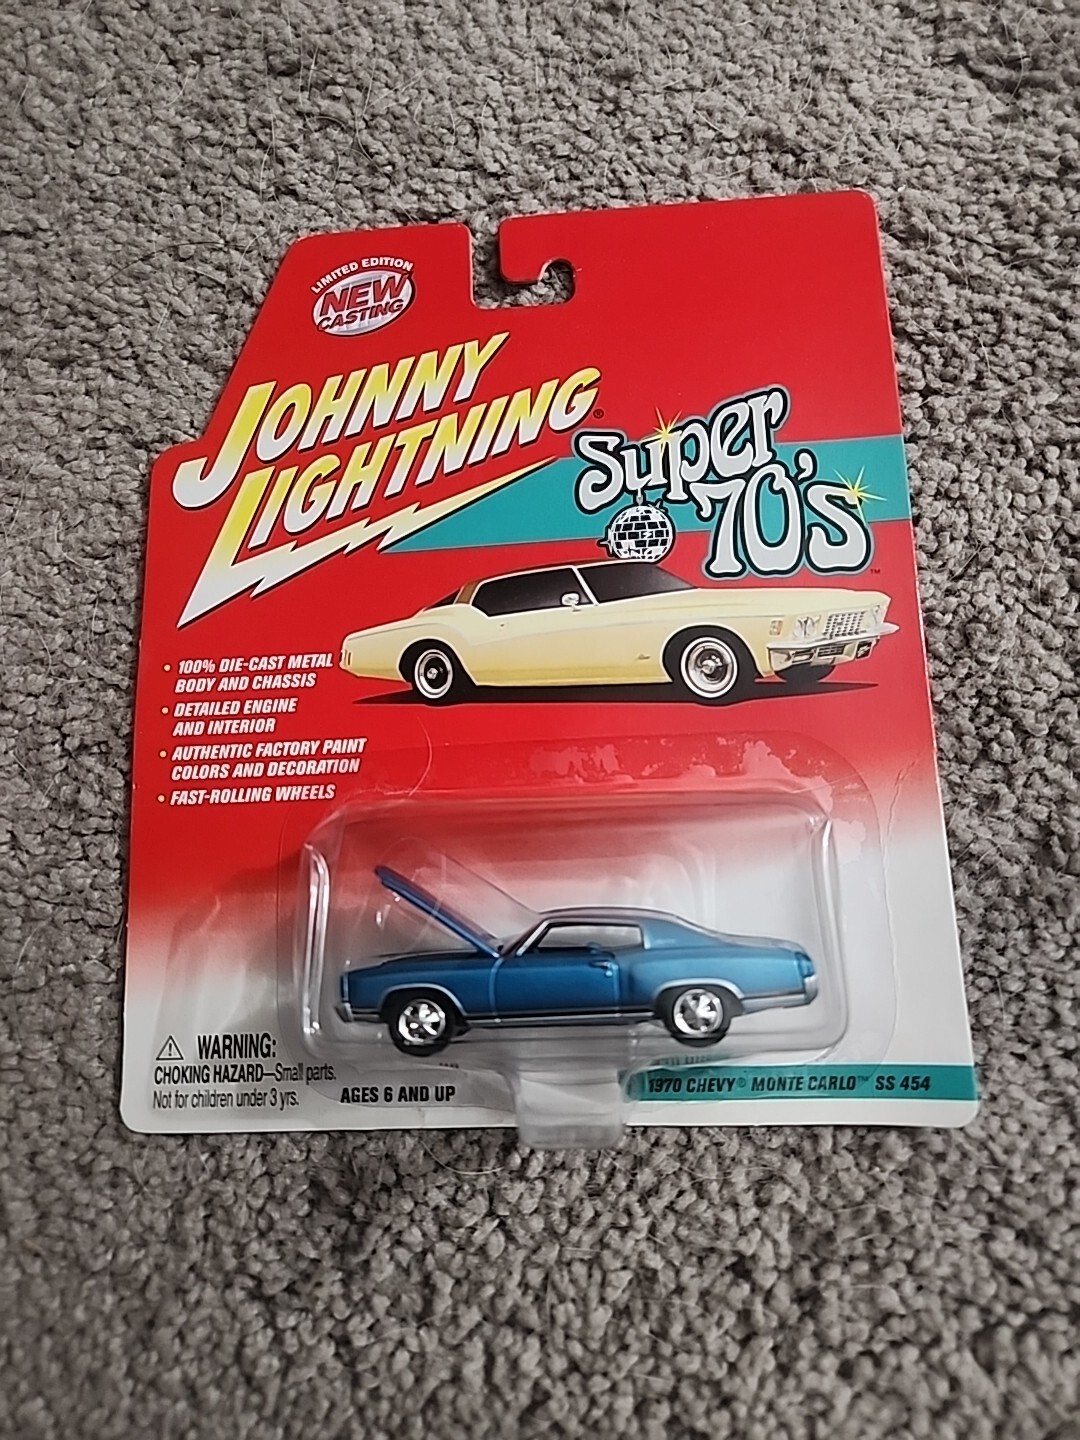 LIMITED EDITION
NEW
CASTING
JOHNNY
LIGHTNING®
Super
'70's™
• 100% DIE-CAST METAL
BODY AND CHASSIS
• DETAILED ENGINE
AND INTERIOR
• AUTHENTIC FACTORY PAINT
COLORS AND DECORATION
• FAST-ROLLING WHEELS
⚠ WARNING:
CHOKING HAZARD—Small parts.
Not for children under 3 yrs.
AGES 6 AND UP
1970 CHEVY® MONTE CARLO™ SS 454